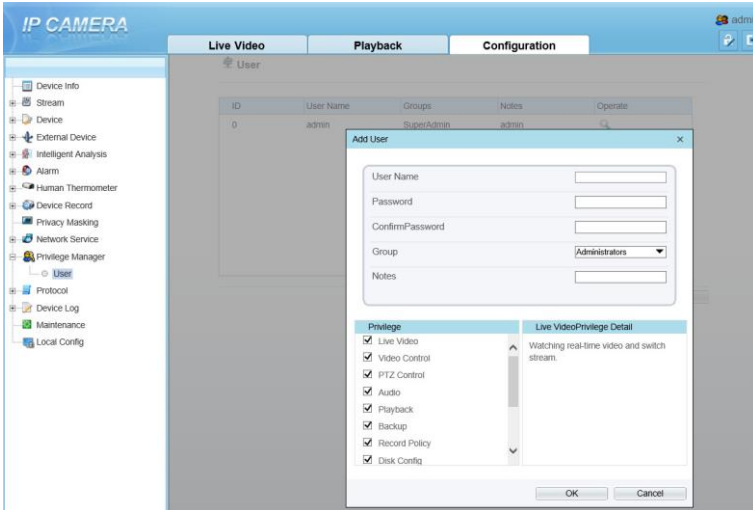 IP CAMERA
admi
Live Video Playback Configuration
User
Device Info
Stream
Device
External Device
Intelligent Analysis
Alarm
Human Thermometer
Device Record
Privacy Masking
Network Service
Privilege Manager
User
Protocol
Device Log
Maintenance
Local Config
ID User Name Groups Notes Operate
0 admin SuperAdmin admin
Add User
User Name
Password
ConfirmPassword
Group Administrators
Notes
Privilege
Live Video
Video Control
PTZ Control
Audio
Playback
Backup
Record Policy
Disk Config
Live VideoPrivilege Detail
Watching real-time video and switch
stream.
OK Cancel